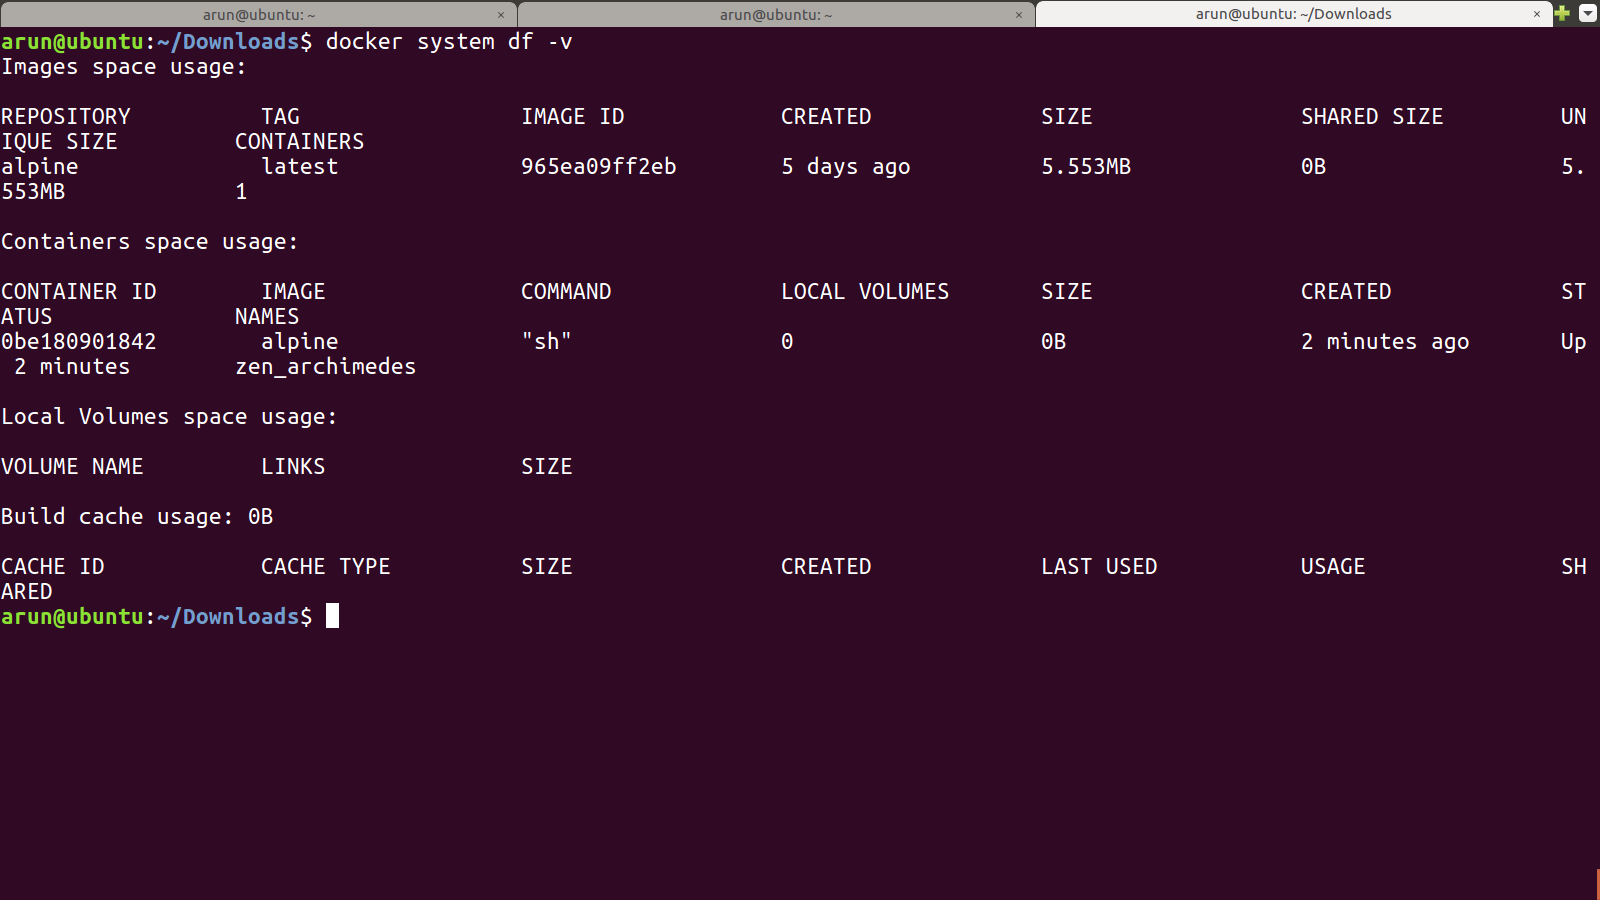 arun@ubuntu: ~ × arun@ubuntu: ~ × arun@ubuntu: ~/Downloads ×
arun@ubuntu:~/Downloads$ docker system df -v
Images space usage:
REPOSITORY TAG IMAGE ID CREATED SIZE SHARED SIZE UN
IQUE SIZE CONTAINERS
alpine latest 965ea09ff2eb 5 days ago 5.553MB 0B 5.
553MB 1
Containers space usage:
CONTAINER ID IMAGE COMMAND LOCAL VOLUMES SIZE CREATED ST
ATUS NAMES
0be180901842 alpine "sh" 0 0B 2 minutes ago Up
2 minutes zen_archimedes
Local Volumes space usage:
VOLUME NAME LINKS SIZE
Build cache usage: 0B
CACHE ID CACHE TYPE SIZE CREATED LAST USED USAGE SH
ARED
arun@ubuntu:~/Downloads$